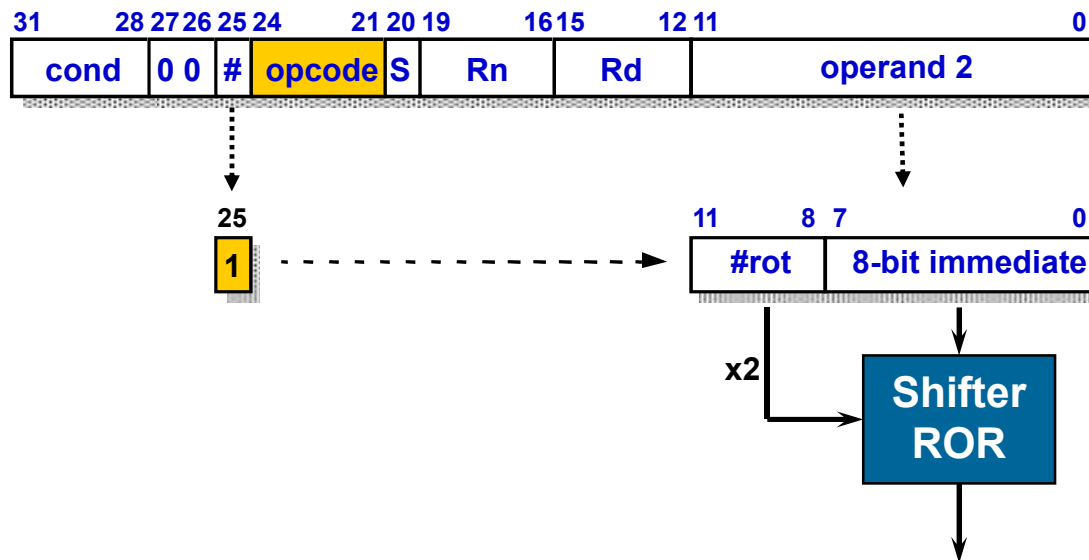 31 28 27 26 25 24 21 20 19 16 15 12 11 0
cond 0 0 # opcode S Rn Rd operand 2
25 11 8 7 0
1 #rot 8-bit immediate
x2
Shifter
ROR